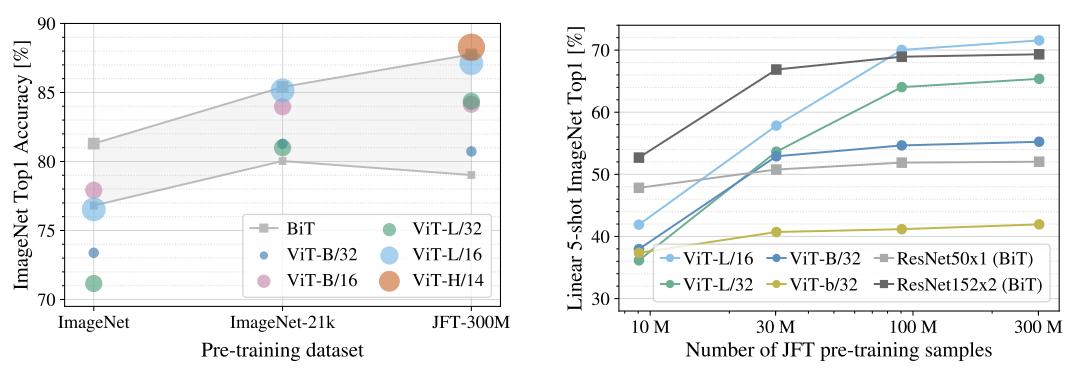 ImageNet Top1 Accuracy [%]
90
85
80
75
70
BiT
ViT-B/32
ViT-B/16
ViT-L/32
ViT-L/16
ViT-H/14
ImageNet
ImageNet-21k
JFT-300M
Pre-training dataset
Linear 5-shot ImageNet Top1 [%]
70
60
50
40
30
ViT-L/16
ViT-L/32
ViT-B/32
ViT-b/32
ResNet50x1 (BiT)
ResNet152x2 (BiT)
10 M
30 M
100 M
300 M
Number of JFT pre-training samples